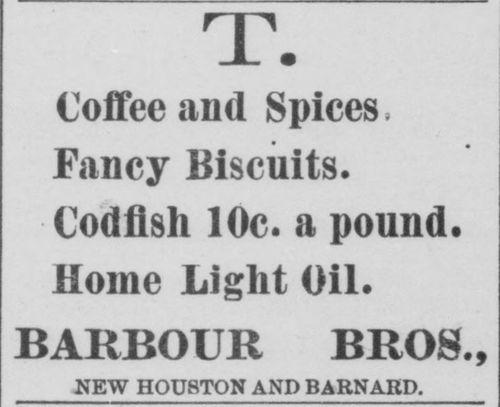 T.
Coffee and Spices.
Fancy Biscuits.
Codfish 10c. a pound.
Home Light Oil.
BARBOUR BROS.,
NEW HOUSTON AND BARNARD.